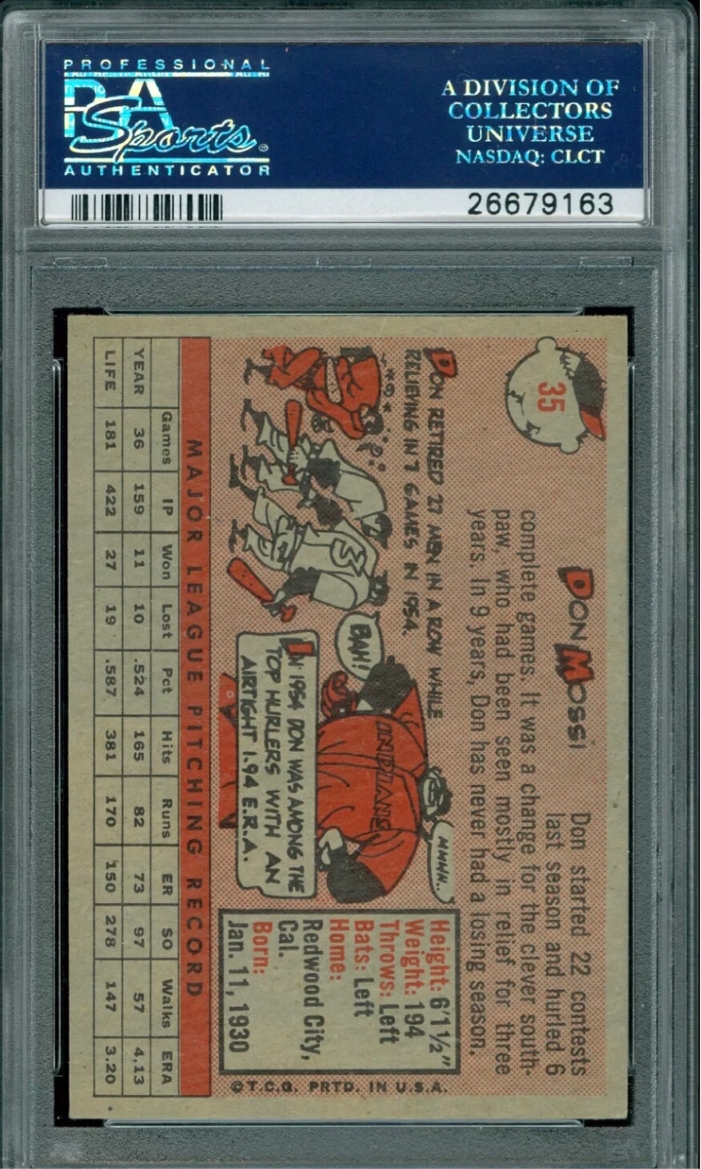 PROFESSIONAL
PSA
Sports®
AUTHENTICATOR
A DIVISION OF
COLLECTORS
UNIVERSE
NASDAQ: CLCT
26679163
35
DON MOSSI
Don started 22 contests
last season and hurled 6
complete games. It was a change for the clever south-
paw, who had been seen mostly in relief for three
years. In 9 years, Don has never had a losing season.
DON RETIRED 27 MEN IN A ROW WHILE
RELIEVING IN 7 GAMES IN 1954.
*?*
?
3
BAH!
INDIANS
MMMM..
IN 1954 DON WAS AMONG THE
TOP HURLERS WITH AN
AIRTIGHT 1.94 E.R.A.
Height: 6'1½"
Weight: 194
Throws: Left
Bats: Left
Home:
Redwood City,
Cal.
Born:
Jan. 11, 1930
©T.C.G. PRTD. IN U.S.A.
MAJOR LEAGUE PITCHING RECORD
Games IP Won Lost Pct Hits Runs ER SO Walks ERA
YEAR 36 159 11 10 .524 165 82 73 97 57 4.13
LIFE 181 422 27 19 .587 381 170 150 278 147 3.20